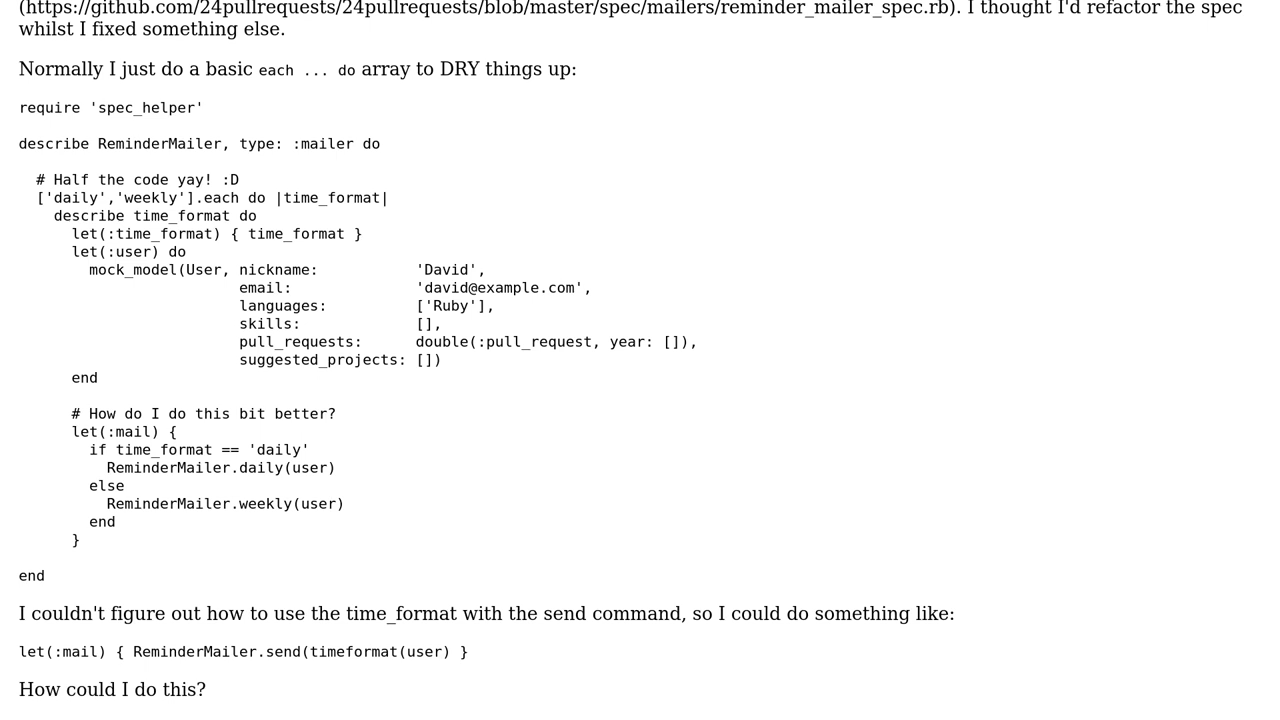 (https://github.com/24pullrequests/24pullrequests/blob/master/spec/mailers/reminder_mailer_spec.rb). I thought I'd refactor the spec
whilst I fixed something else.
Normally I just do a basic each ... do array to DRY things up:
require 'spec_helper'
describe ReminderMailer, type: :mailer do
  # Half the code yay! :D
  ['daily','weekly'].each do |time_format|
    describe time_format do
      let(:time_format) { time_format }
      let(:user) do
        mock_model(User, nickname:           'David',
                         email:              'david@example.com',
                         languages:          ['Ruby'],
                         skills:             [],
                         pull_requests:      double(:pull_request, year: []),
                         suggested_projects: [])
      end
      # How do I do this bit better?
      let(:mail) {
        if time_format == 'daily'
          ReminderMailer.daily(user)
        else
          ReminderMailer.weekly(user)
        end
      }
end
I couldn't figure out how to use the time_format with the send command, so I could do something like:
let(:mail) { ReminderMailer.send(timeformat(user) }
How could I do this?